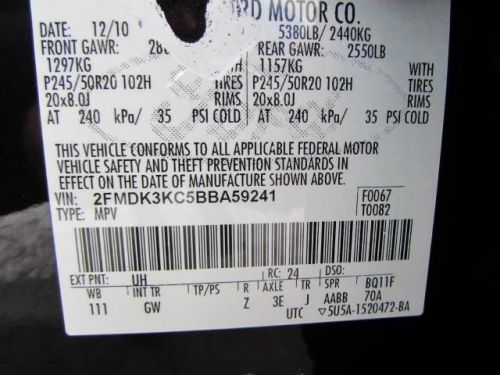 RD MOTOR CO.
DATE: 12/10 5380LB/ 2440KG
FRONT GAWR: REAR GAWR: 2550LB
1297KG WITH 1157KG WITH
P245/50R20 102H TIRES P245/50R20 102H TIRES
20x8.0J RIMS 20x8.0J RIMS
AT 240 kPa/ 35 PSI COLD AT 240 kPa/ 35 PSI COLD
THIS VEHICLE CONFORMS TO ALL APPLICABLE FEDERAL MOTOR
VEHICLE SAFETY AND THEFT PREVENTION STANDARDS IN
EFFECT ON THE DATE OF MANUFACTURE SHOWN ABOVE.
VIN: 2FMDK3KC5BBA59241 F0067
TYPE: MPV T0082
EXT PNT: UH RC: 24 DSO:
WB INT TR TP/PS R AXLE TR SPR BQ11F
111 GW Z 3E J AABB 70A
UTC 5U5A-1520472-BA